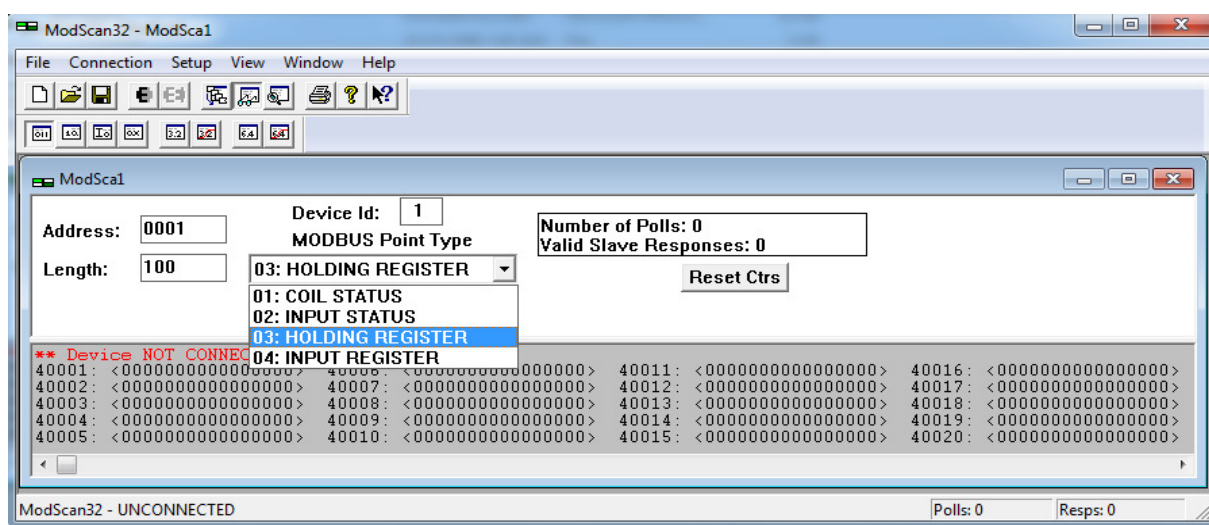 ModScan32 - ModSca1
File Connection Setup View Window Help
ModSca1
Address: 0001
Device Id: 1
MODBUS Point Type
Length: 100
03: HOLDING REGISTER
01: COIL STATUS
02: INPUT STATUS
03: HOLDING REGISTER
04: INPUT REGISTER
Number of Polls: 0
Valid Slave Responses: 0
Reset Ctrs
** Device NOT CONNEC
40001: <0000000000000000> 40006: <0000000000000000> 40011: <0000000000000000> 40016: <0000000000000000>
40002: <0000000000000000> 40007: <0000000000000000> 40012: <0000000000000000> 40017: <0000000000000000>
40003: <0000000000000000> 40008: <0000000000000000> 40013: <0000000000000000> 40018: <0000000000000000>
40004: <0000000000000000> 40009: <0000000000000000> 40014: <0000000000000000> 40019: <0000000000000000>
40005: <0000000000000000> 40010: <0000000000000000> 40015: <0000000000000000> 40020: <0000000000000000>
ModScan32 - UNCONNECTED
Polls: 0 Resps: 0